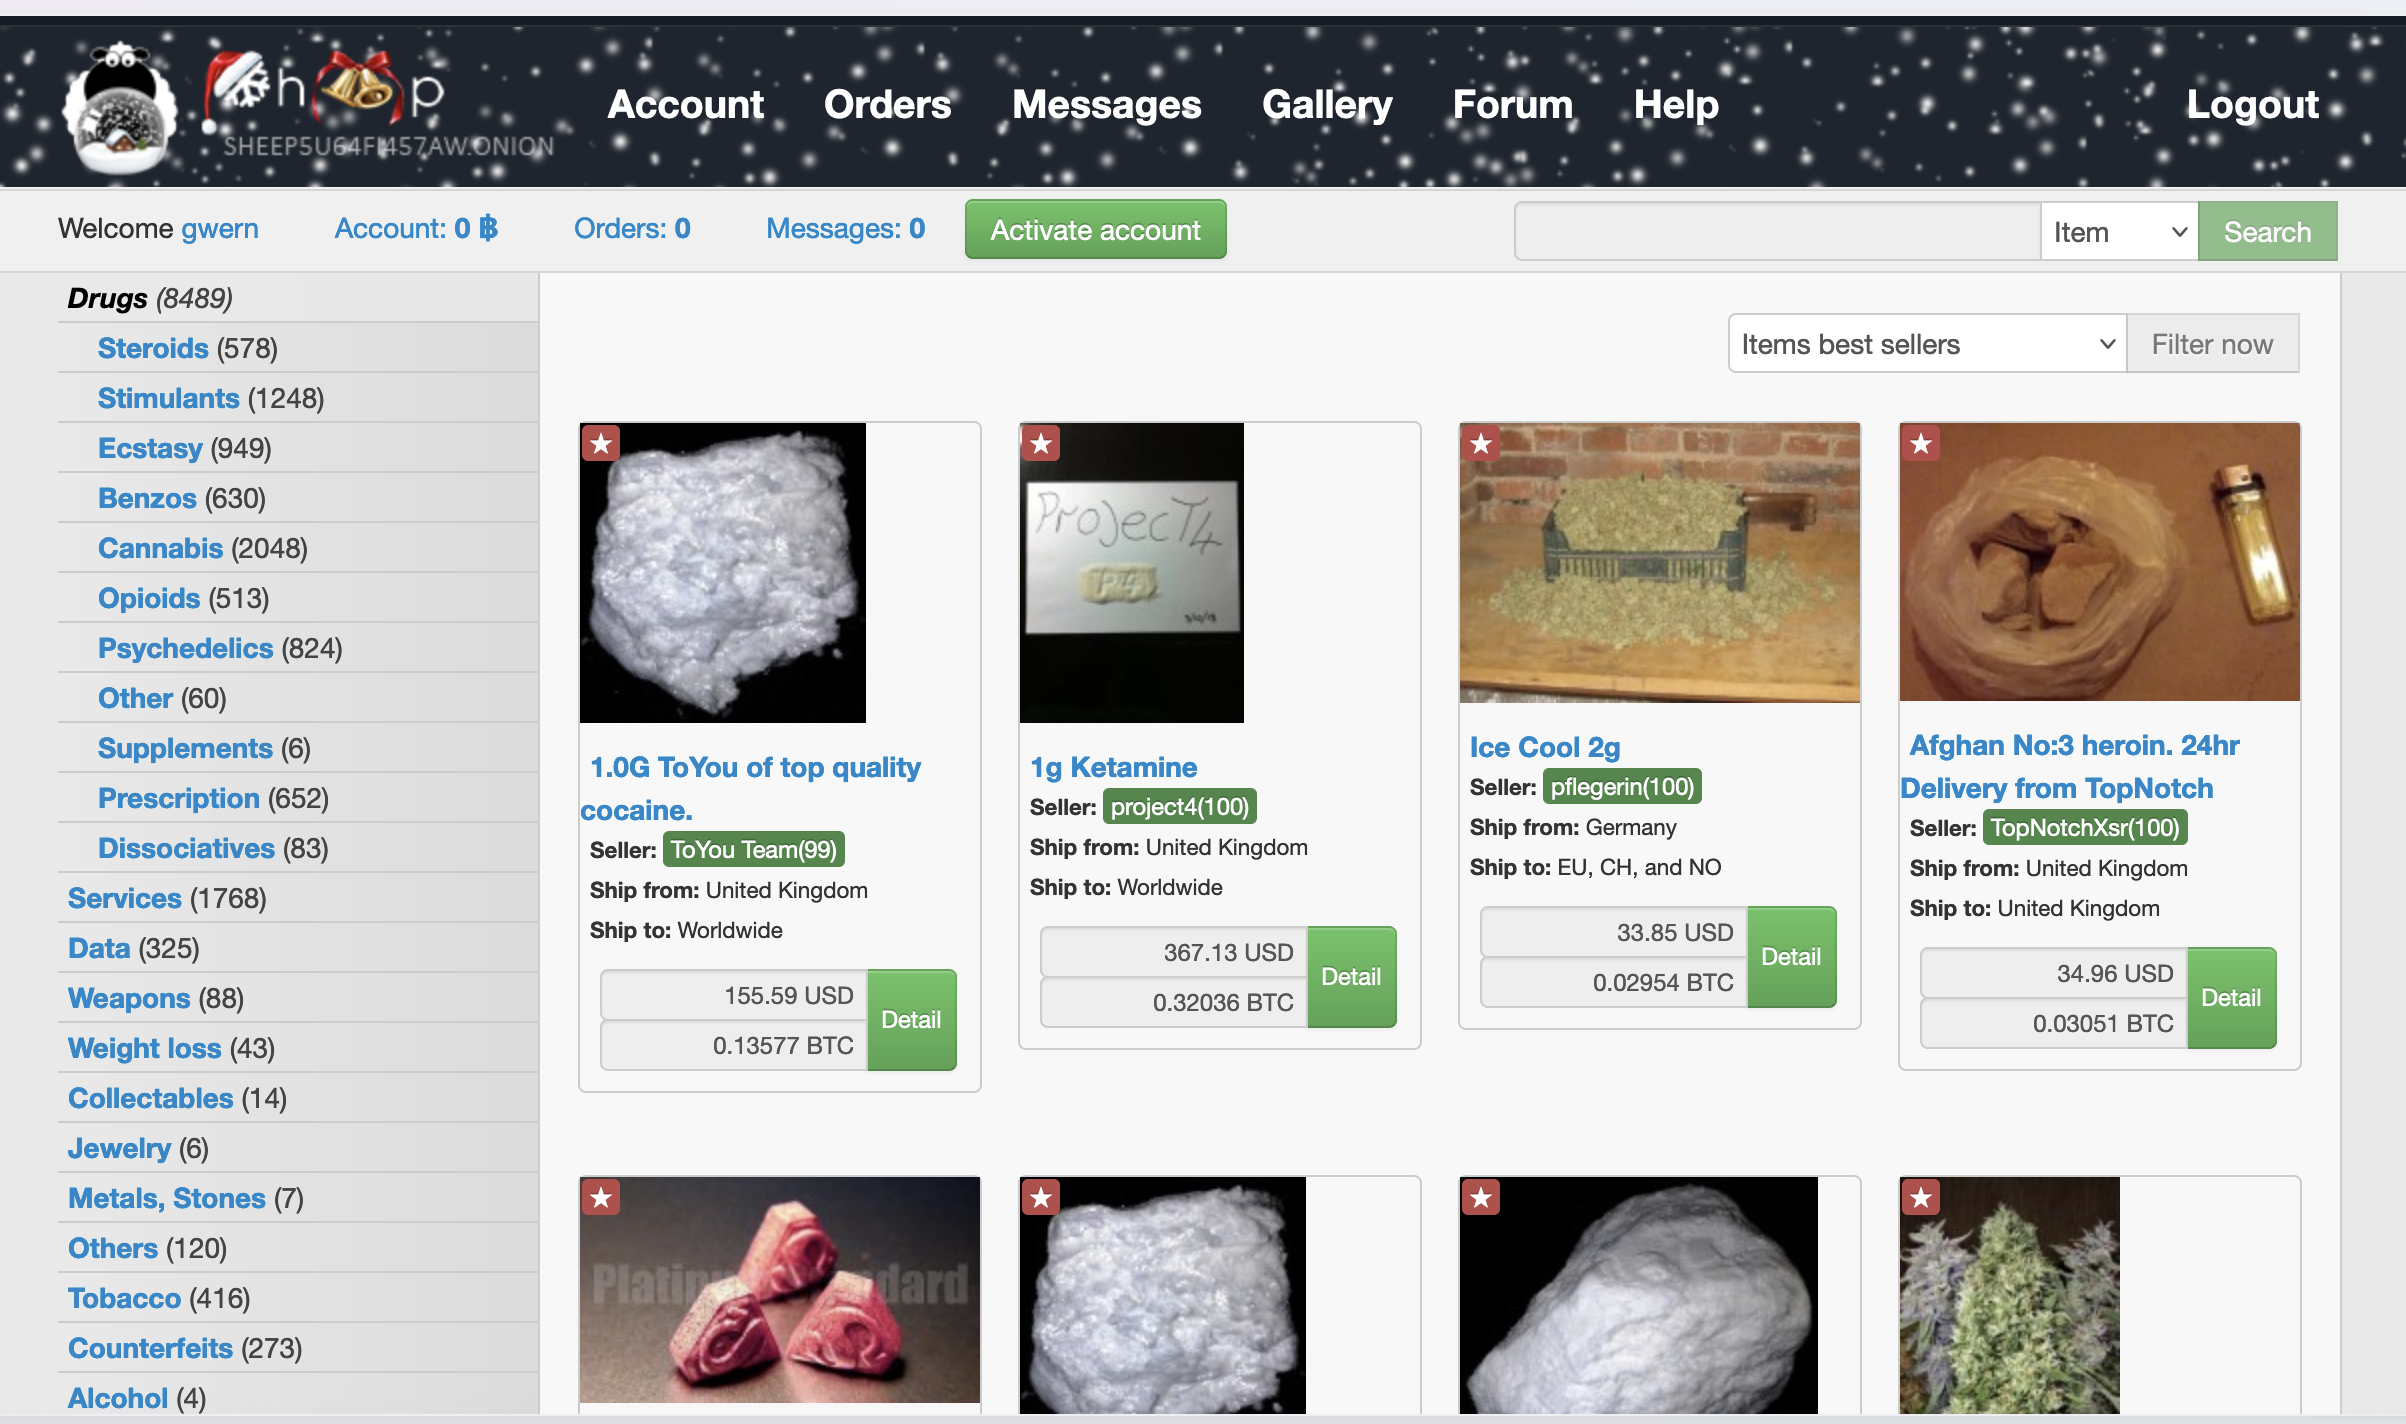 Shoop
SHEEP5U64FI457AW.ONION
Account Orders Messages Gallery Forum Help Logout
Welcome gwern Account: 0 ฿ Orders: 0 Messages: 0 Activate account Item Search
Drugs (8489)
Steroids (578)
Stimulants (1248)
Ecstasy (949)
Benzos (630)
Cannabis (2048)
Opioids (513)
Psychedelics (824)
Other (60)
Supplements (6)
Prescription (652)
Dissociatives (83)
Services (1768)
Data (325)
Weapons (88)
Weight loss (43)
Collectables (14)
Jewelry (6)
Metals, Stones (7)
Others (120)
Tobacco (416)
Counterfeits (273)
Alcohol (4)
Items best sellers Filter now
1.0G ToYou of top quality
cocaine.
Seller: ToYou Team(99)
Ship from: United Kingdom
Ship to: Worldwide
155.59 USD
0.13577 BTC
Detail
ProjecT4
P4
1g Ketamine
Seller: project4(100)
Ship from: United Kingdom
Ship to: Worldwide
367.13 USD
0.32036 BTC
Detail
Ice Cool 2g
Seller: pflegerin(100)
Ship from: Germany
Ship to: EU, CH, and NO
33.85 USD
0.02954 BTC
Detail
Afghan No:3 heroin. 24hr
Delivery from TopNotch
Seller: TopNotchXsr(100)
Ship from: United Kingdom
Ship to: United Kingdom
34.96 USD
0.03051 BTC
Detail